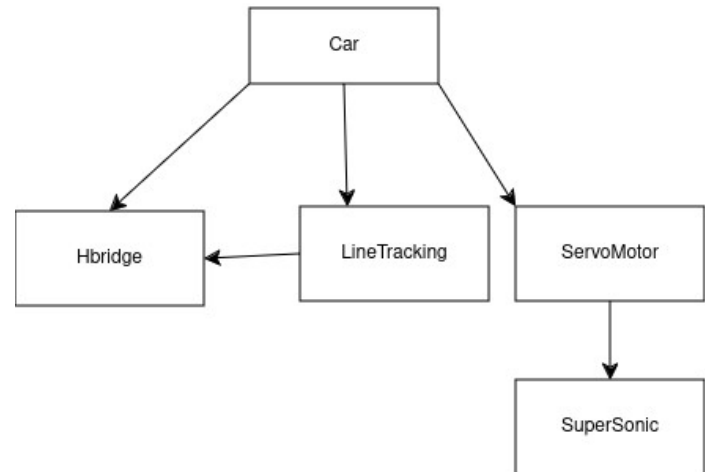 Car
Hbridge
LineTracking
ServoMotor
SuperSonic